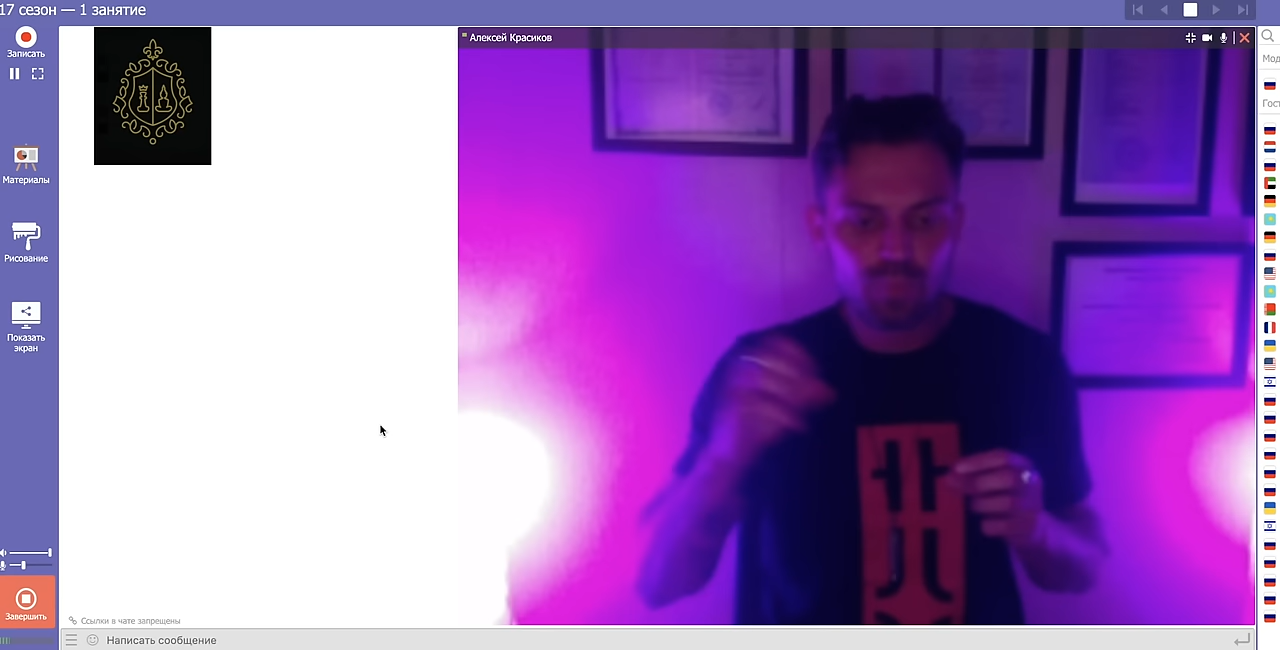 17 сезон — 1 занятие
Записать
Алексей Красиков
Материалы
Рисование
Показать
экран
Завершить
Ссылки в чате запрещены
Написать сообщение
Мод
Гост